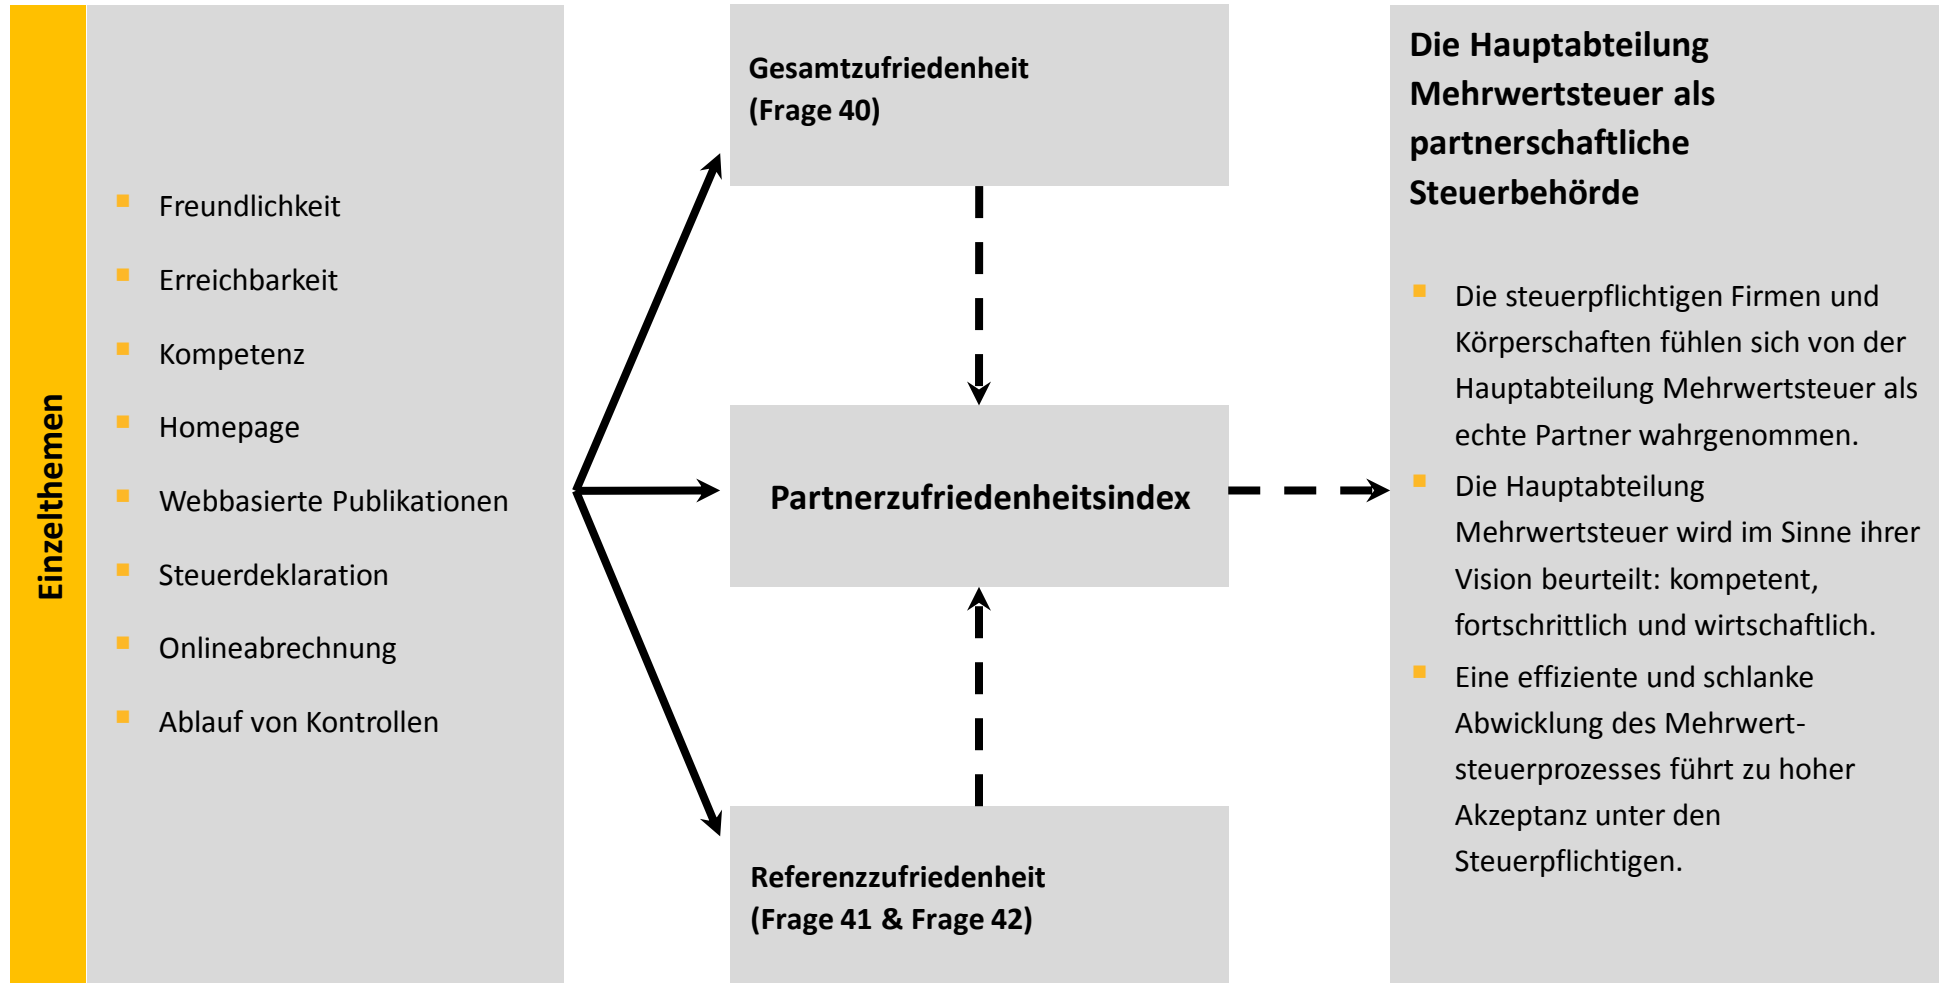 Einzelthemen
Freundlichkeit
Erreichbarkeit
Kompetenz
Homepage
Webbasierte Publikationen
Steuerdeklaration
Onlineabrechnung
Ablauf von Kontrollen
Gesamtzufriedenheit
(Frage 40)
Partnerzufriedenheitsindex
Referenzzufriedenheit
(Frage 41 & Frage 42)
Die Hauptabteilung
Mehrwertsteuer als
partnerschaftliche
Steuerbehörde
Die steuerpflichtigen Firmen und
Körperschaften fühlen sich von der
Hauptabteilung Mehrwertsteuer als
echte Partner wahrgenommen.
Die Hauptabteilung
Mehrwertsteuer wird im Sinne ihrer
Vision beurteilt: kompetent,
fortschrittlich und wirtschaftlich.
Eine effiziente und schlanke
Abwicklung des Mehrwert-
steuerprozesses führt zu hoher
Akzeptanz unter den
Steuerpflichtigen.